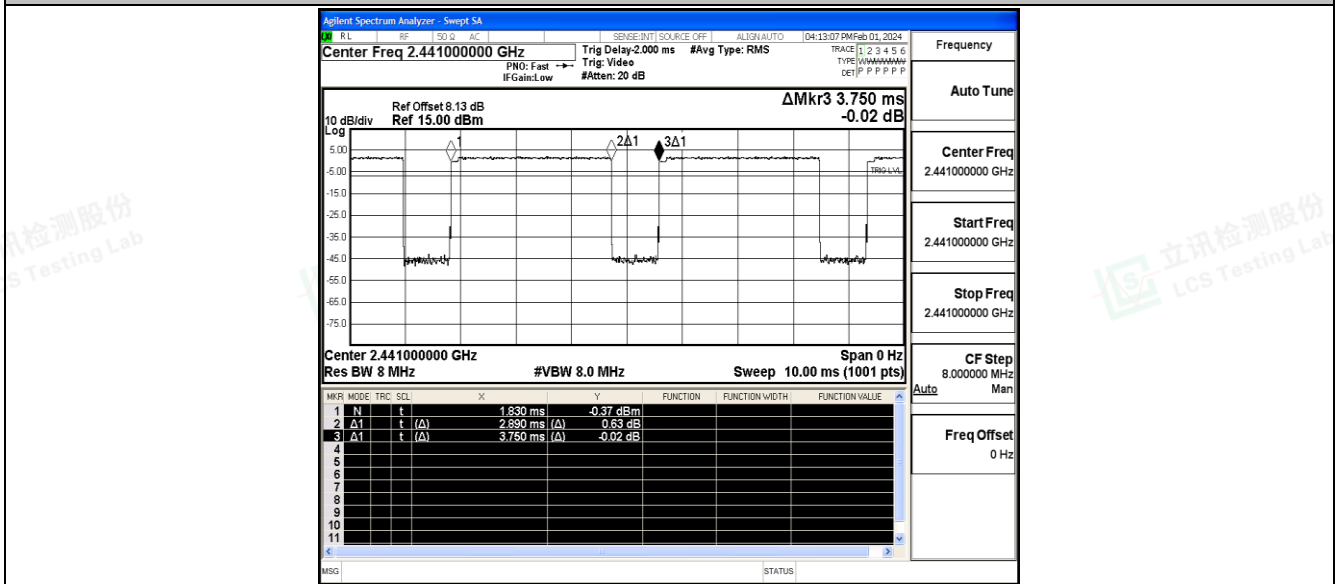 Agilent Spectrum Analyzer - Swept SA
RL RF 50 Ω AC SENSE:INT SOURCE OFF ALIGN AUTO 04:13:07 PM Feb 01, 2024
Center Freq 2.441000000 GHz
PNO: Fast
IFGain:Low
Trig Delay-2.000 ms #Avg Type: RMS
Trig: Video
#Atten: 20 dB
TRACE 1 2 3 4 5 6
TYPE
DET P P P P P P
ΔMkr3 3.750 ms
-0.02 dB
Ref Offset 8.13 dB
10 dB/div Ref 15.00 dBm
Log
1
2Δ1
3Δ1
5.00
-5.00
TRIG LVL
-15.0
-25.0
-35.0
-45.0
-55.0
-65.0
-75.0
Center 2.441000000 GHz Span 0 Hz
Res BW 8 MHz #VBW 8.0 MHz Sweep 10.00 ms (1001 pts)
MKR MODE TRC SCL X Y FUNCTION FUNCTION WIDTH FUNCTION VALUE
1 N t 1.830 ms -0.37 dBm
2 Δ1 t (Δ) 2.890 ms (Δ) 0.63 dB
3 Δ1 t (Δ) 3.750 ms (Δ) -0.02 dB
4
5
6
7
8
9
10
11
MSG STATUS
Frequency
Auto Tune
Center Freq
2.441000000 GHz
Start Freq
2.441000000 GHz
Stop Freq
2.441000000 GHz
CF Step
8.000000 MHz
Auto Man
Freq Offset
0 Hz
讯检测股份
CS Testing Lab
立讯检测股份
LCS Testing Lab